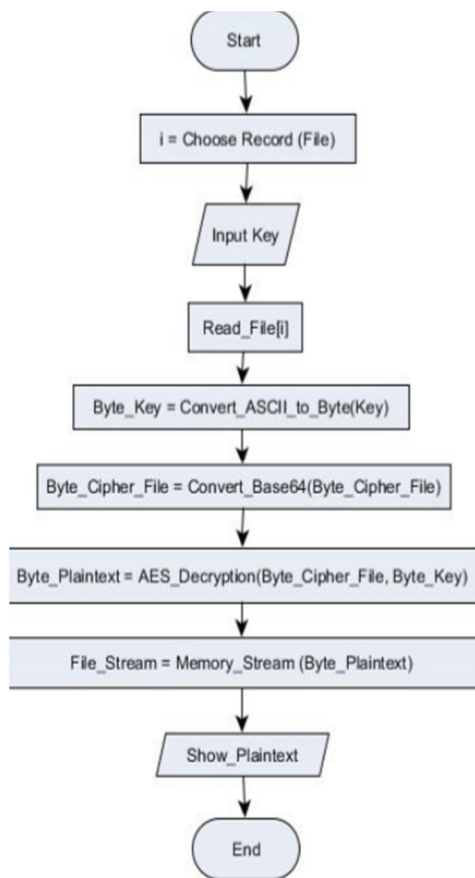 Start
i = Choose Record (File)
Input Key
Read_File[i]
Byte_Key = Convert_ASCII_to_Byte(Key)
Byte_Cipher_File = Convert_Base64(Byte_Cipher_File)
Byte_Plaintext = AES_Decryption(Byte_Cipher_File, Byte_Key)
File_Stream = Memory_Stream (Byte_Plaintext)
Show_Plaintext
End